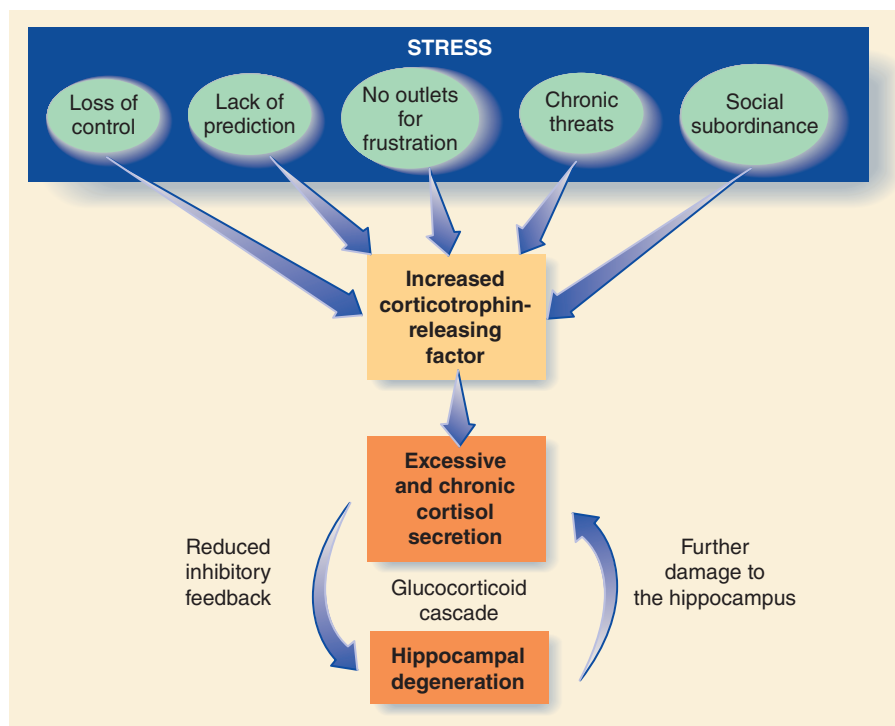 STRESS
Loss of
control
Lack of
prediction
No outlets
for
frustration
Chronic
threats
Social
subordinance
Increased
corticotrophin-
releasing
factor
Excessive
and chronic
cortisol
secretion
Reduced
inhibitory
feedback
Glucocorticoid
cascade
Further
damage to
the hippocampus
Hippocampal
degeneration